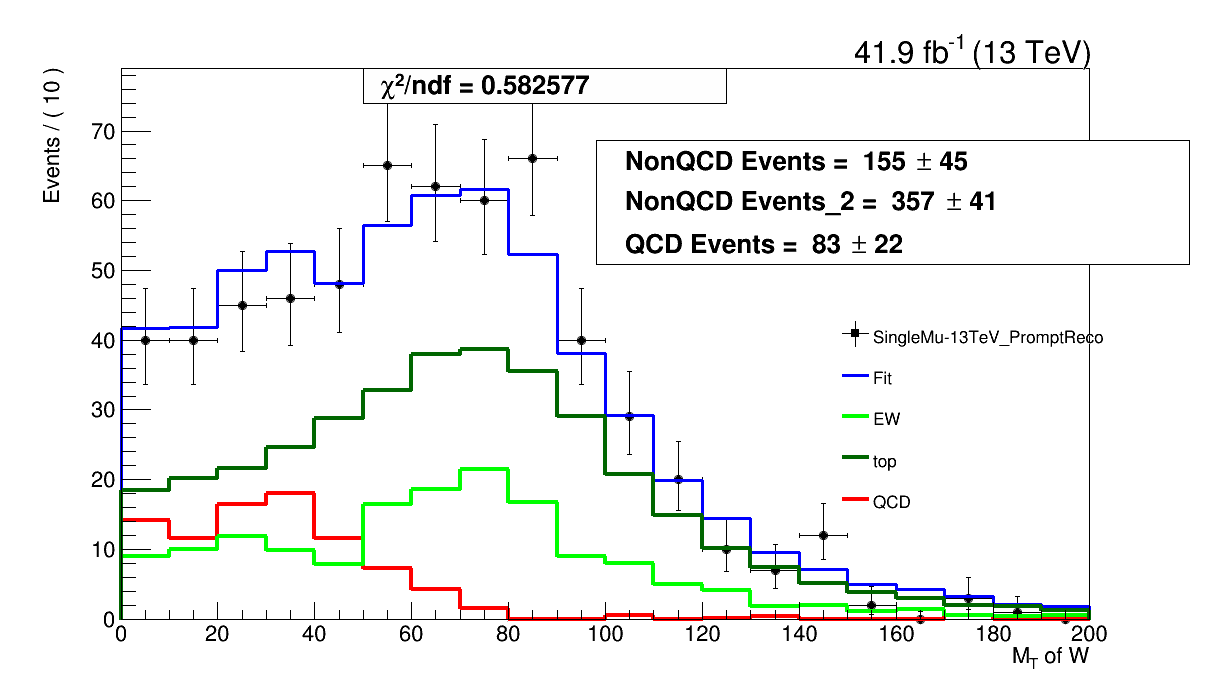 41.9 fb-1 (13 TeV)
Events / ( 10 )
χ²/ndf = 0.582577
NonQCD Events = 155 ± 45
NonQCD Events_2 = 357 ± 41
QCD Events = 83 ± 22
SingleMu-13TeV_PromptReco
Fit
EW
top
QCD
70
60
50
40
30
20
10
0
0 20 40 60 80 100 120 140 160 180 200
MT of W